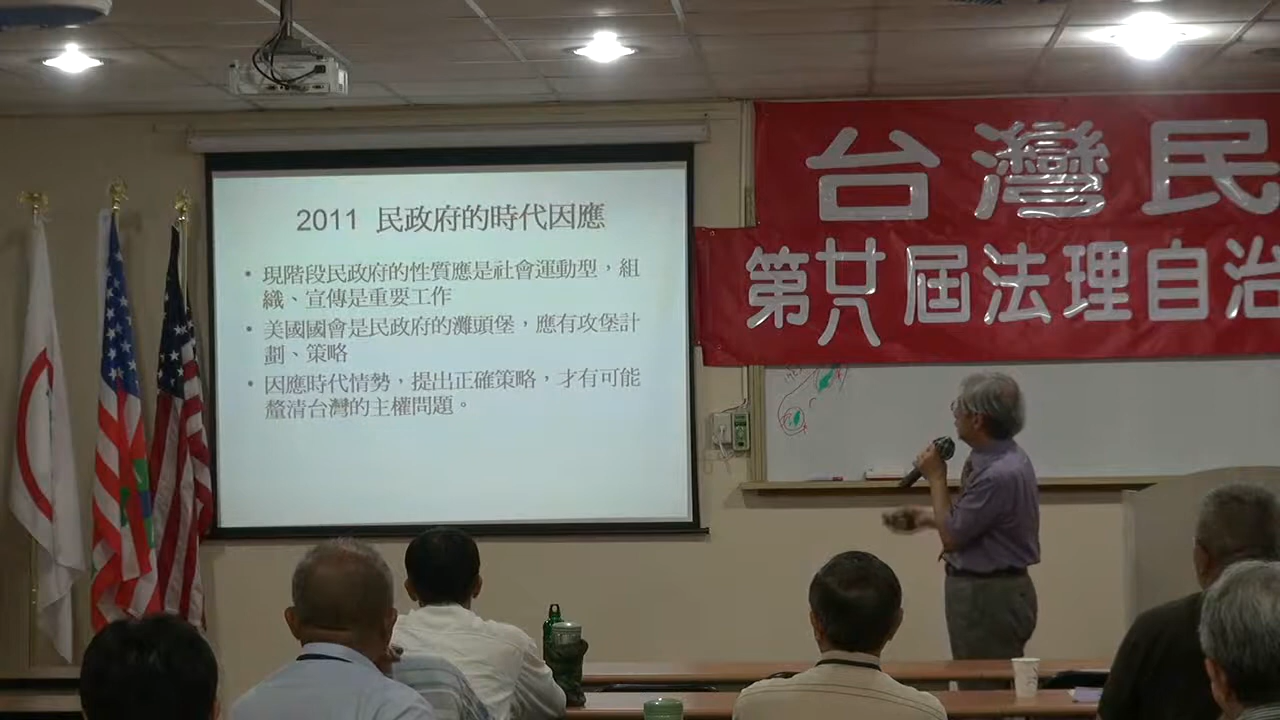 2011 民政府的時代因應
• 現階段民政府的性質應是社會運動型，組
織、宣傳是重要工作
• 美國國會是民政府的灘頭堡，應有攻堡計
劃、策略
• 因應時代情勢，提出正確策略，才有可能
釐清台灣的主權問題。
台灣民
第廿八屆法理自治